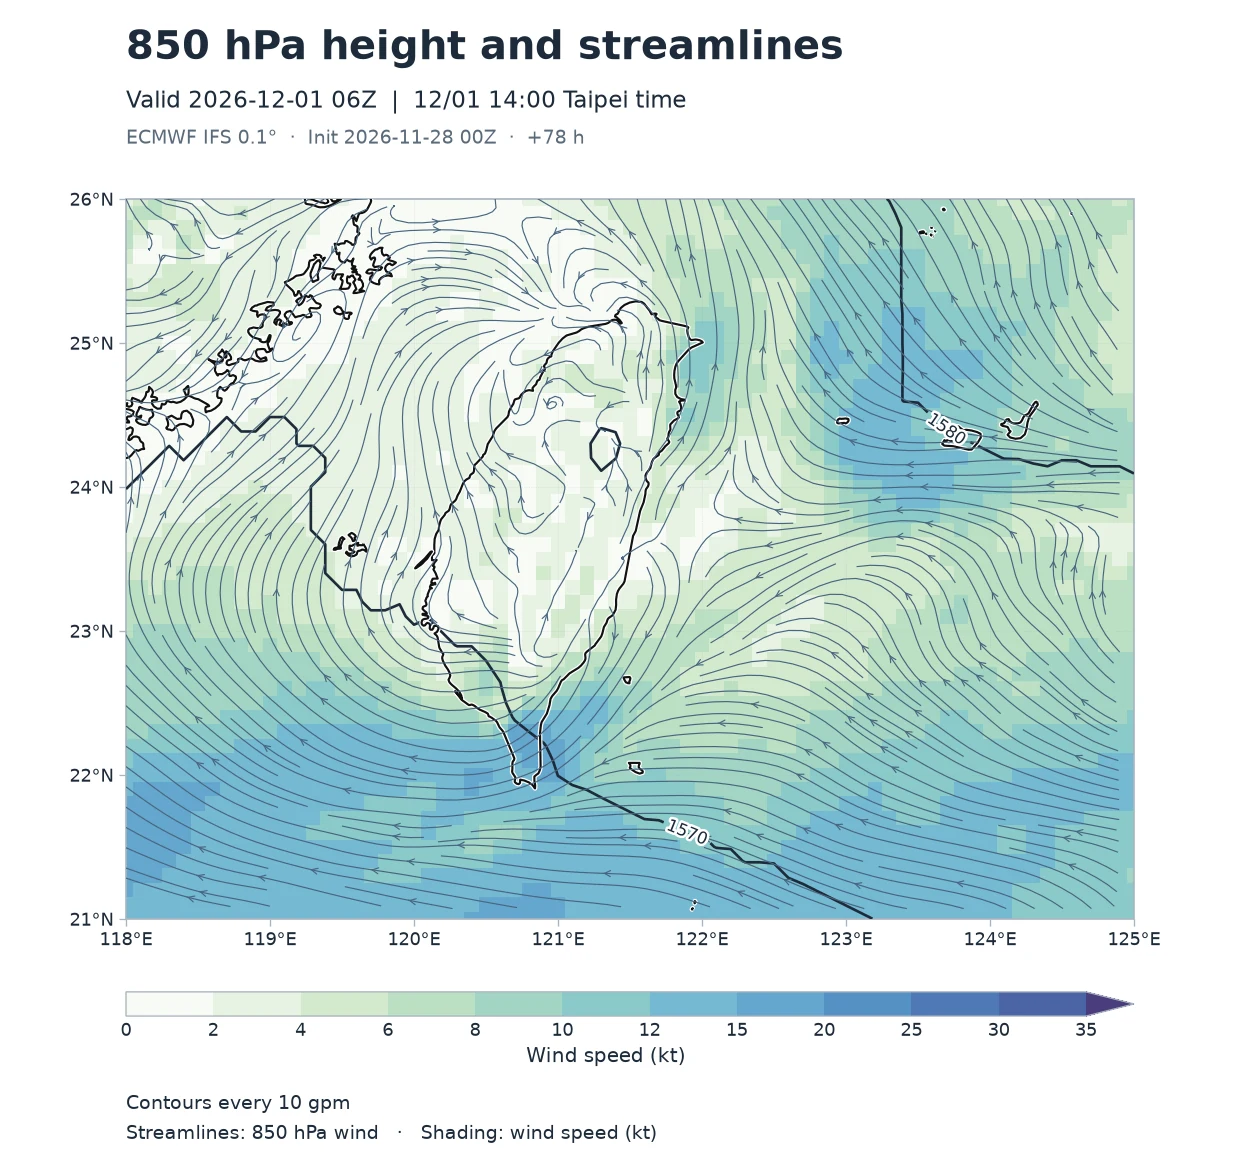 850 hPa height and streamlines
Valid 2026-12-01 06Z | 12/01 14:00 Taipei time
ECMWF IFS 0.1° · Init 2026-11-28 00Z · +78 h
26°N
25°N
24°N
23°N
22°N
21°N
1580
1570
118°E 119°E 120°E 121°E 122°E 123°E 124°E 125°E
0 2 4 6 8 10 12 15 20 25 30 35
Wind speed (kt)
Contours every 10 gpm
Streamlines: 850 hPa wind · Shading: wind speed (kt)